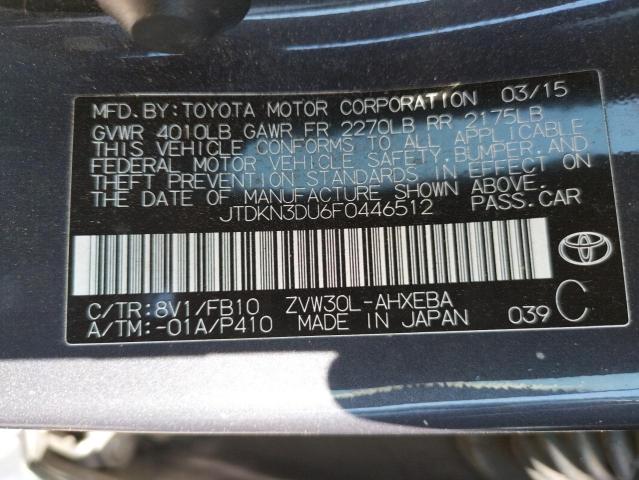 MFD.BY:TOYOTA MOTOR CORPORATION 03/15
GVWR 4010LB GAWR FR 2270LB RR 2175LB
THIS VEHICLE CONFORMS TO ALL APPLICABLE
FEDERAL MOTOR VEHICLE SAFETY,BUMPER,AND
THEFT PREVENTION STANDARDS IN EFFECT ON
THE DATE OF MANUFACTURE SHOWN ABOVE.
JTDKN3DU6F0446512 PASS.CAR
C/TR:8V1/FB10 ZVW30L-AHXEBA
A/TM:-01A/P410 MADE IN JAPAN 039 C